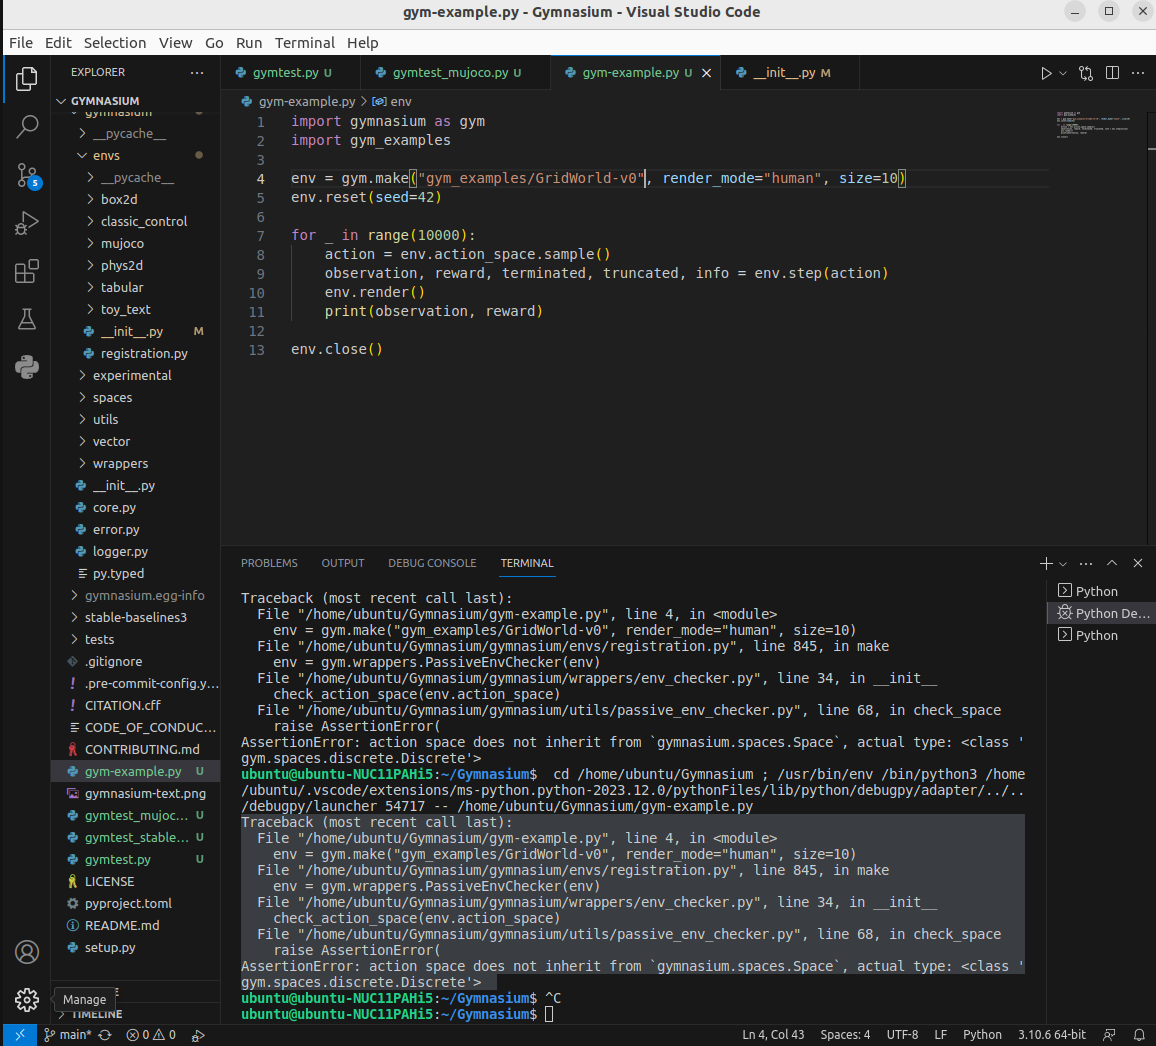 gym-example.py - Gymnasium - Visual Studio Code
File Edit Selection View Go Run Terminal Help
EXPLORER
GYMNASIUM
gymnasium
__pycache__
envs
__pycache__
box2d
classic_control
mujoco
phys2d
tabular
toy_text
__init__.py M
registration.py
experimental
spaces
utils
vector
wrappers
__init__.py
core.py
error.py
logger.py
py.typed
gymnasium.egg-info
stable-baselines3
tests
.gitignore
.pre-commit-config.y...
CITATION.cff
CODE_OF_CONDUC...
CONTRIBUTING.md
gym-example.py U
gymnasium-text.png
gymtest_mujoc... U
gymtest_stable... U
gymtest.py U
LICENSE
pyproject.toml
README.md
setup.py
Manage
TIMELINE
5
gymtest.py U gymtest_mujoco.py U gym-example.py U __init__.py M
gym-example.py > env
1 import gymnasium as gym
2 import gym_examples
3
4 env = gym.make("gym_examples/GridWorld-v0", render_mode="human", size=10)
5 env.reset(seed=42)
6
7 for _ in range(10000):
8 action = env.action_space.sample()
9 observation, reward, terminated, truncated, info = env.step(action)
10 env.render()
11 print(observation, reward)
12
13 env.close()
PROBLEMS OUTPUT DEBUG CONSOLE TERMINAL
Traceback (most recent call last):
File "/home/ubuntu/Gymnasium/gym-example.py", line 4, in <module>
env = gym.make("gym_examples/GridWorld-v0", render_mode="human", size=10)
File "/home/ubuntu/Gymnasium/gymnasium/envs/registration.py", line 845, in make
env = gym.wrappers.PassiveEnvChecker(env)
File "/home/ubuntu/Gymnasium/gymnasium/wrappers/env_checker.py", line 34, in __init__
check_action_space(env.action_space)
File "/home/ubuntu/Gymnasium/gymnasium/utils/passive_env_checker.py", line 68, in check_space
raise AssertionError(
AssertionError: action space does not inherit from `gymnasium.spaces.Space`, actual type: <class '
gym.spaces.discrete.Discrete'>
ubuntu@ubuntu-NUC11PAHi5:~/Gymnasium$ cd /home/ubuntu/Gymnasium ; /usr/bin/env /bin/python3 /home
/ubuntu/.vscode/extensions/ms-python.python-2023.12.0/pythonFiles/lib/python/debugpy/adapter/../..
/debugpy/launcher 54717 -- /home/ubuntu/Gymnasium/gym-example.py
Traceback (most recent call last):
File "/home/ubuntu/Gymnasium/gym-example.py", line 4, in <module>
env = gym.make("gym_examples/GridWorld-v0", render_mode="human", size=10)
File "/home/ubuntu/Gymnasium/gymnasium/envs/registration.py", line 845, in make
env = gym.wrappers.PassiveEnvChecker(env)
File "/home/ubuntu/Gymnasium/gymnasium/wrappers/env_checker.py", line 34, in __init__
check_action_space(env.action_space)
File "/home/ubuntu/Gymnasium/gymnasium/utils/passive_env_checker.py", line 68, in check_space
raise AssertionError(
AssertionError: action space does not inherit from `gymnasium.spaces.Space`, actual type: <class '
gym.spaces.discrete.Discrete'>
ubuntu@ubuntu-NUC11PAHi5:~/Gymnasium$ ^C
ubuntu@ubuntu-NUC11PAHi5:~/Gymnasium$
Python
Python De...
Python
main* 0 0 Ln 4, Col 43 Spaces: 4 UTF-8 LF Python 3.10.6 64-bit